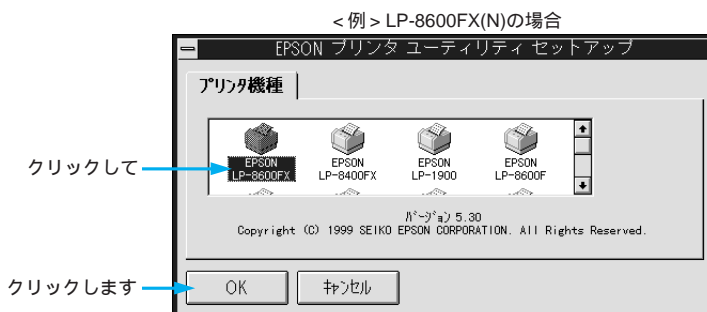 <例> LP-8600FX(N)の場合
EPSON プリンタ ユーティリティ セットアップ
プリンタ機種
クリックして
EPSON LP-8600FX
EPSON LP-8400FX
EPSON LP-1900
EPSON LP-8600F
バージョン 5.30
Copyright (C) 1999 SEIKO EPSON CORPORATION. All Rights Reserved.
クリックします
OK
キャンセル